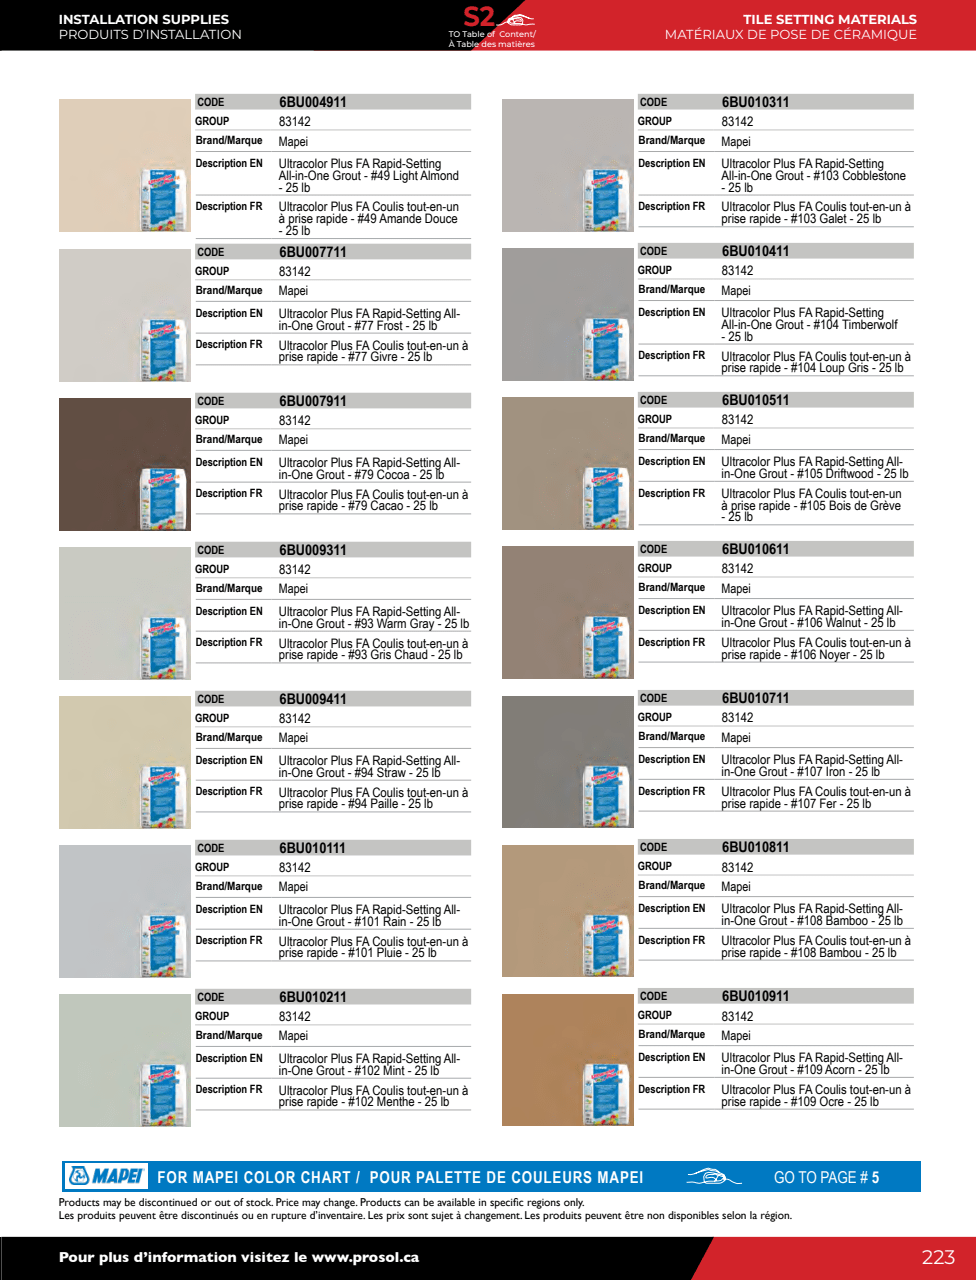 INSTALLATION SUPPLIES
PRODUITS D'INSTALLATION
S2
TO Table of Content/
À Table des matières
TILE SETTING MATERIALS
MATÉRIAUX DE POSE DE CÉRAMIQUE
CODE 6BU004911
GROUP 83142
Brand/Marque Mapei
Description EN Ultracolor Plus FA Rapid-Setting
All-in-One Grout - #49 Light Almond
- 25 lb
Description FR Ultracolor Plus FA Coulis tout-en-un
à prise rapide - #49 Amande Douce
- 25 lb
CODE 6BU007711
GROUP 83142
Brand/Marque Mapei
Description EN Ultracolor Plus FA Rapid-Setting All-
in-One Grout - #77 Frost - 25 lb
Description FR Ultracolor Plus FA Coulis tout-en-un à
prise rapide - #77 Givre - 25 lb
CODE 6BU007911
GROUP 83142
Brand/Marque Mapei
Description EN Ultracolor Plus FA Rapid-Setting All-
in-One Grout - #79 Cocoa - 25 lb
Description FR Ultracolor Plus FA Coulis tout-en-un à
prise rapide - #79 Cacao - 25 lb
CODE 6BU009311
GROUP 83142
Brand/Marque Mapei
Description EN Ultracolor Plus FA Rapid-Setting All-
in-One Grout - #93 Warm Gray - 25 lb
Description FR Ultracolor Plus FA Coulis tout-en-un à
prise rapide - #93 Gris Chaud - 25 lb
CODE 6BU009411
GROUP 83142
Brand/Marque Mapei
Description EN Ultracolor Plus FA Rapid-Setting All-
in-One Grout - #94 Straw - 25 lb
Description FR Ultracolor Plus FA Coulis tout-en-un à
prise rapide - #94 Paille - 25 lb
CODE 6BU010111
GROUP 83142
Brand/Marque Mapei
Description EN Ultracolor Plus FA Rapid-Setting All-
in-One Grout - #101 Rain - 25 lb
Description FR Ultracolor Plus FA Coulis tout-en-un à
prise rapide - #101 Pluie - 25 lb
CODE 6BU010211
GROUP 83142
Brand/Marque Mapei
Description EN Ultracolor Plus FA Rapid-Setting All-
in-One Grout - #102 Mint - 25 lb
Description FR Ultracolor Plus FA Coulis tout-en-un à
prise rapide - #102 Menthe - 25 lb
CODE 6BU010311
GROUP 83142
Brand/Marque Mapei
Description EN Ultracolor Plus FA Rapid-Setting
All-in-One Grout - #103 Cobblestone
- 25 lb
Description FR Ultracolor Plus FA Coulis tout-en-un à
prise rapide - #103 Galet - 25 lb
CODE 6BU010411
GROUP 83142
Brand/Marque Mapei
Description EN Ultracolor Plus FA Rapid-Setting
All-in-One Grout - #104 Timberwolf
- 25 lb
Description FR Ultracolor Plus FA Coulis tout-en-un à
prise rapide - #104 Loup Gris - 25 lb
CODE 6BU010511
GROUP 83142
Brand/Marque Mapei
Description EN Ultracolor Plus FA Rapid-Setting All-
in-One Grout - #105 Driftwood - 25 lb
Description FR Ultracolor Plus FA Coulis tout-en-un
à prise rapide - #105 Bois de Grève
- 25 lb
CODE 6BU010611
GROUP 83142
Brand/Marque Mapei
Description EN Ultracolor Plus FA Rapid-Setting All-
in-One Grout - #106 Walnut - 25 lb
Description FR Ultracolor Plus FA Coulis tout-en-un à
prise rapide - #106 Noyer - 25 lb
CODE 6BU010711
GROUP 83142
Brand/Marque Mapei
Description EN Ultracolor Plus FA Rapid-Setting All-
in-One Grout - #107 Iron - 25 lb
Description FR Ultracolor Plus FA Coulis tout-en-un à
prise rapide - #107 Fer - 25 lb
CODE 6BU010811
GROUP 83142
Brand/Marque Mapei
Description EN Ultracolor Plus FA Rapid-Setting All-
in-One Grout - #108 Bamboo - 25 lb
Description FR Ultracolor Plus FA Coulis tout-en-un à
prise rapide - #108 Bambou - 25 lb
CODE 6BU010911
GROUP 83142
Brand/Marque Mapei
Description EN Ultracolor Plus FA Rapid-Setting All-
in-One Grout - #109 Acorn - 25 lb
Description FR Ultracolor Plus FA Coulis tout-en-un à
prise rapide - #109 Ocre - 25 lb
MAPEI FOR MAPEI COLOR CHART / POUR PALETTE DE COULEURS MAPEI GO TO PAGE # 5
Products may be discontinued or out of stock. Price may change. Products can be available in specific regions only.
Les produits peuvent être discontinués ou en rupture d'inventaire. Les prix sont sujet à changement. Les produits peuvent être non disponibles selon la région.
Pour plus d'information visitez le www.prosol.ca
223